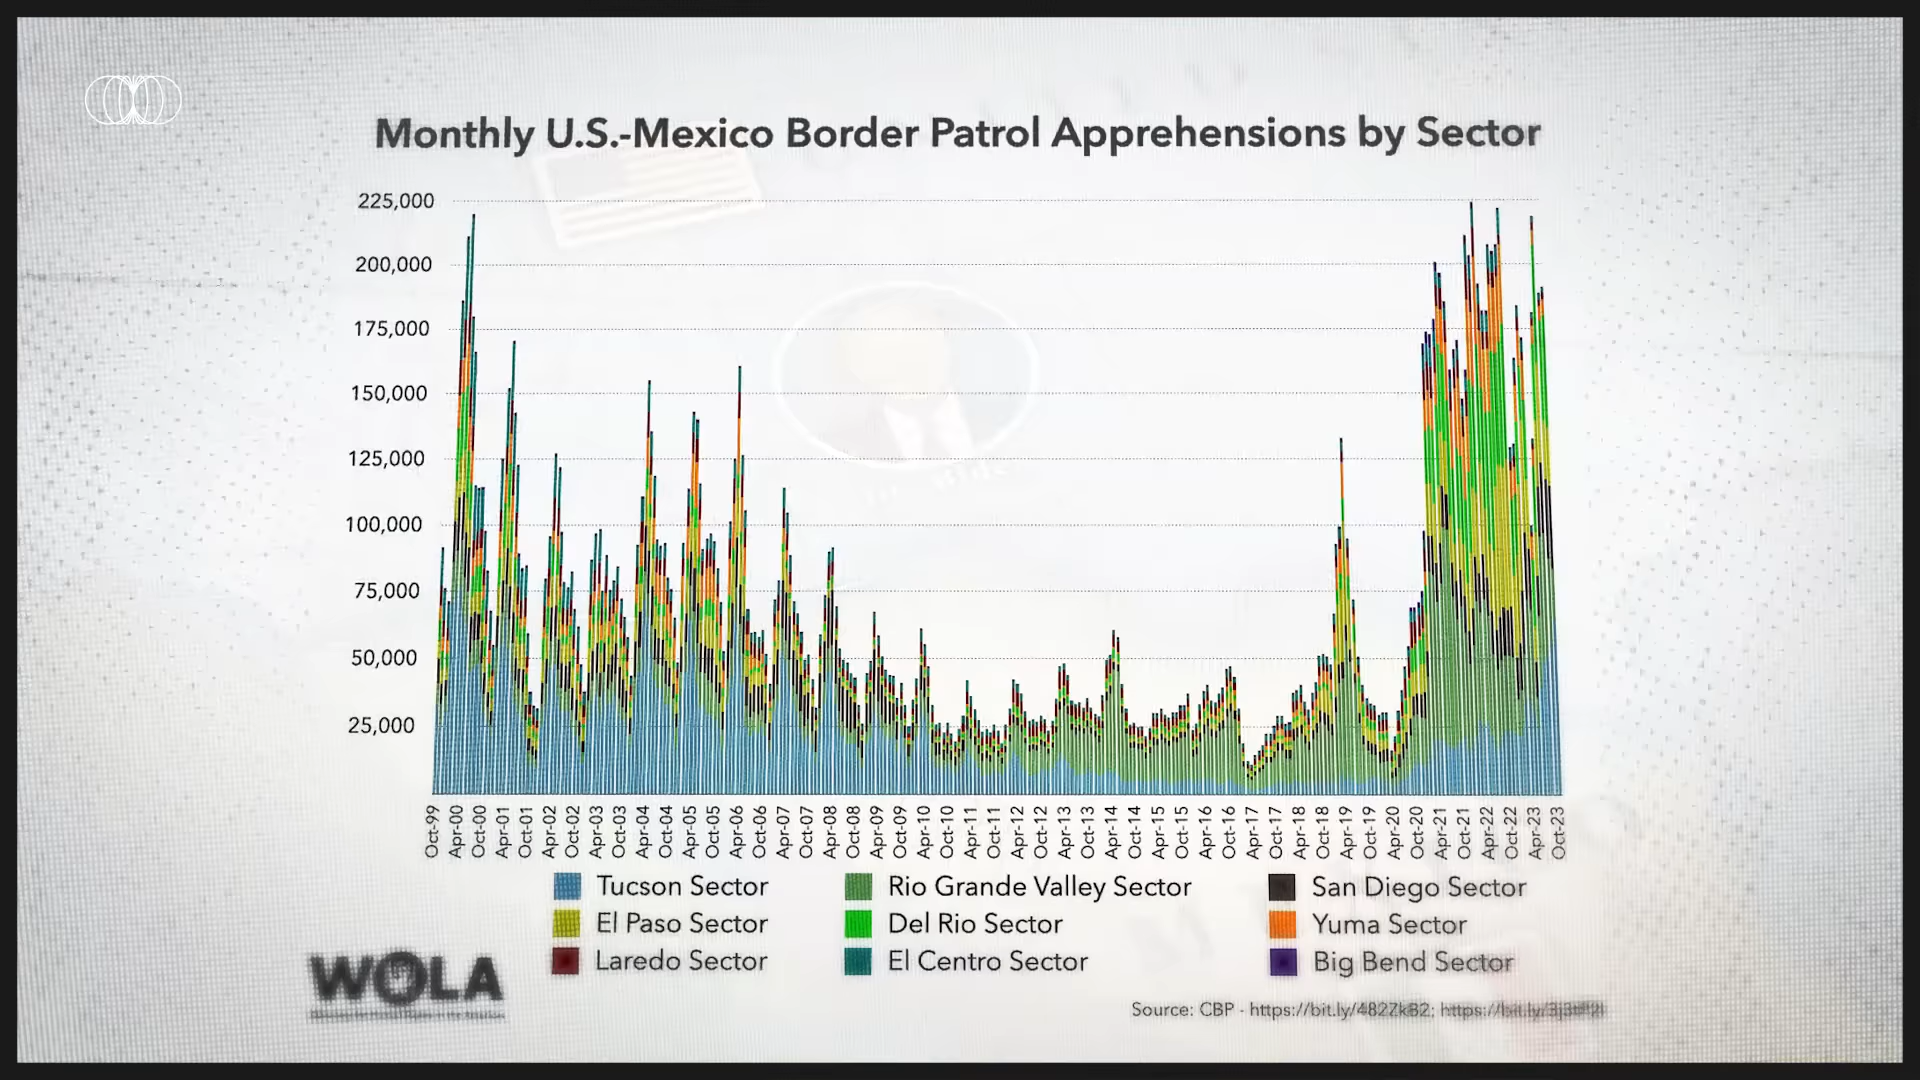 Monthly U.S.-Mexico Border Patrol Apprehensions by Sector
225,000
200,000
175,000
150,000
125,000
100,000
75,000
50,000
25,000
Oct-99 Apr-00 Oct-00 Apr-01 Oct-01 Apr-02 Oct-02 Apr-03 Oct-03 Apr-04 Oct-04 Apr-05 Oct-05 Apr-06 Oct-06 Apr-07 Oct-07 Apr-08 Oct-08 Apr-09 Oct-09 Apr-10 Oct-10 Apr-11 Oct-11 Apr-12 Oct-12 Apr-13 Oct-13 Apr-14 Oct-14 Apr-15 Oct-15 Apr-16 Oct-16 Apr-17 Oct-17 Apr-18 Oct-18 Apr-19 Oct-19 Apr-20 Oct-20 Apr-21 Oct-21 Apr-22 Oct-22 Apr-23 Oct-23
Tucson Sector Rio Grande Valley Sector San Diego Sector
El Paso Sector Del Rio Sector Yuma Sector
Laredo Sector El Centro Sector Big Bend Sector
WOLA
Source: CBP - https://bit.ly/482ZkB2;